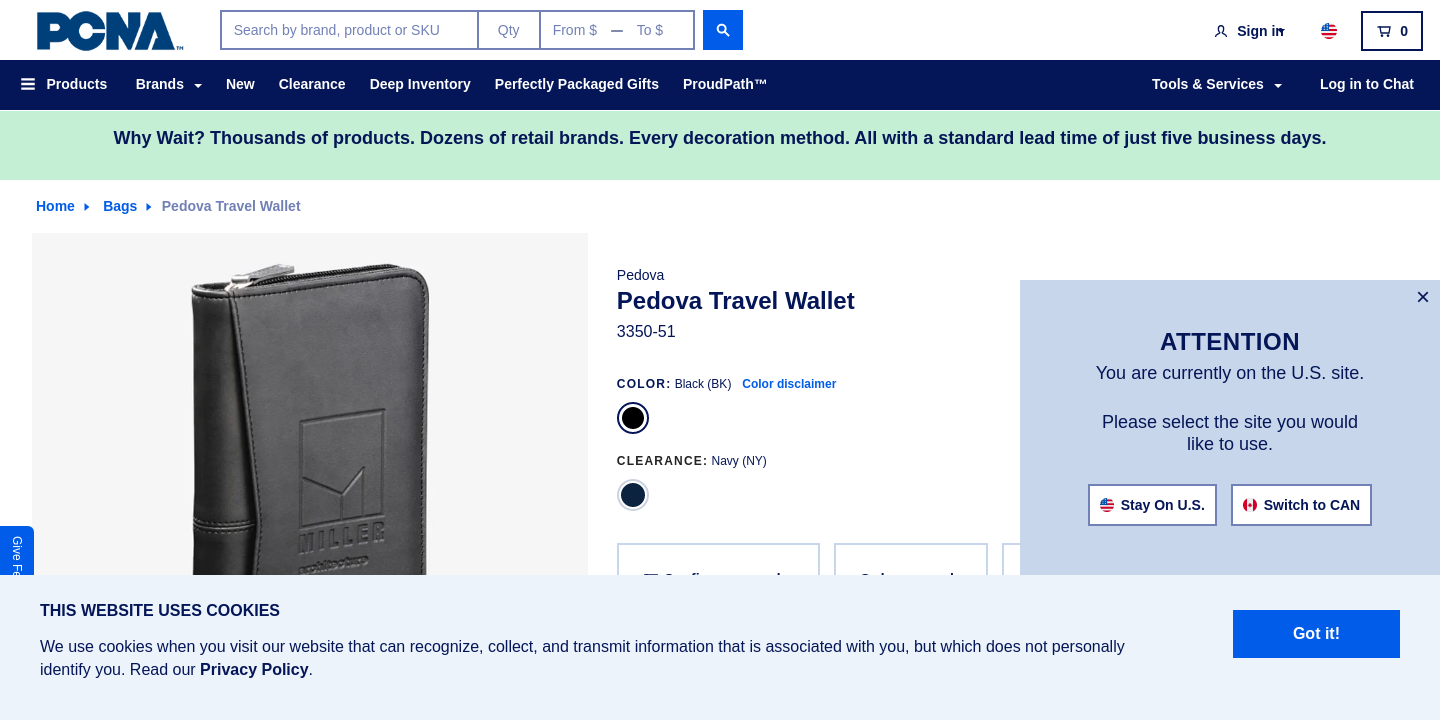 PCNA™
Search by brand, product or SKU
Qty
From $ — To $
Sign in
0
Products
Brands
New
Clearance
Deep Inventory
Perfectly Packaged Gifts
ProudPath™
Tools & Services
Log in to Chat
Why Wait? Thousands of products. Dozens of retail brands. Every decoration method. All with a standard lead time of just five business days.
Home
Bags
Pedova Travel Wallet
MILLER
architecture
Pedova
Pedova Travel Wallet
3350-51
COLOR: Black (BK) Color disclaimer
CLEARANCE: Navy (NY)
ATTENTION
You are currently on the U.S. site.
Please select the site you would
like to use.
Stay On U.S.
Switch to CAN
Give
THIS WEBSITE USES COOKIES
We use cookies when you visit our website that can recognize, collect, and transmit information that is associated with you, but which does not personally
identify you. Read our Privacy Policy.
Got it!